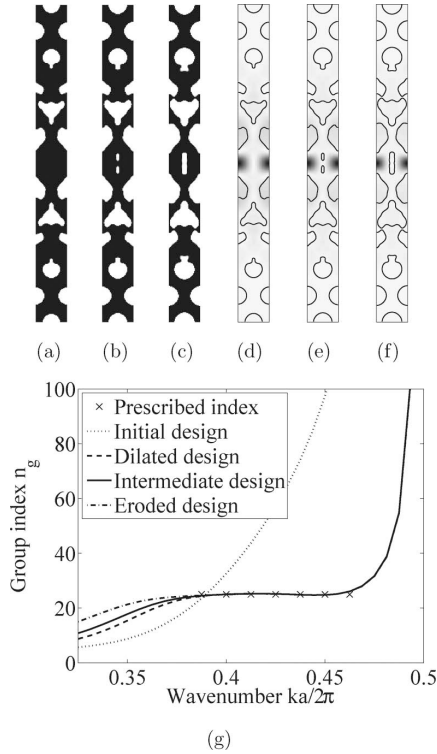 (a) (b) (c) (d) (e) (f)
100
80
60
40
20
0
Group index n_g
× Prescribed index
Initial design
Dilated design
Intermediate design
Eroded design
0.35 0.4 0.45 0.5
Wavenumber ka/2π
(g)